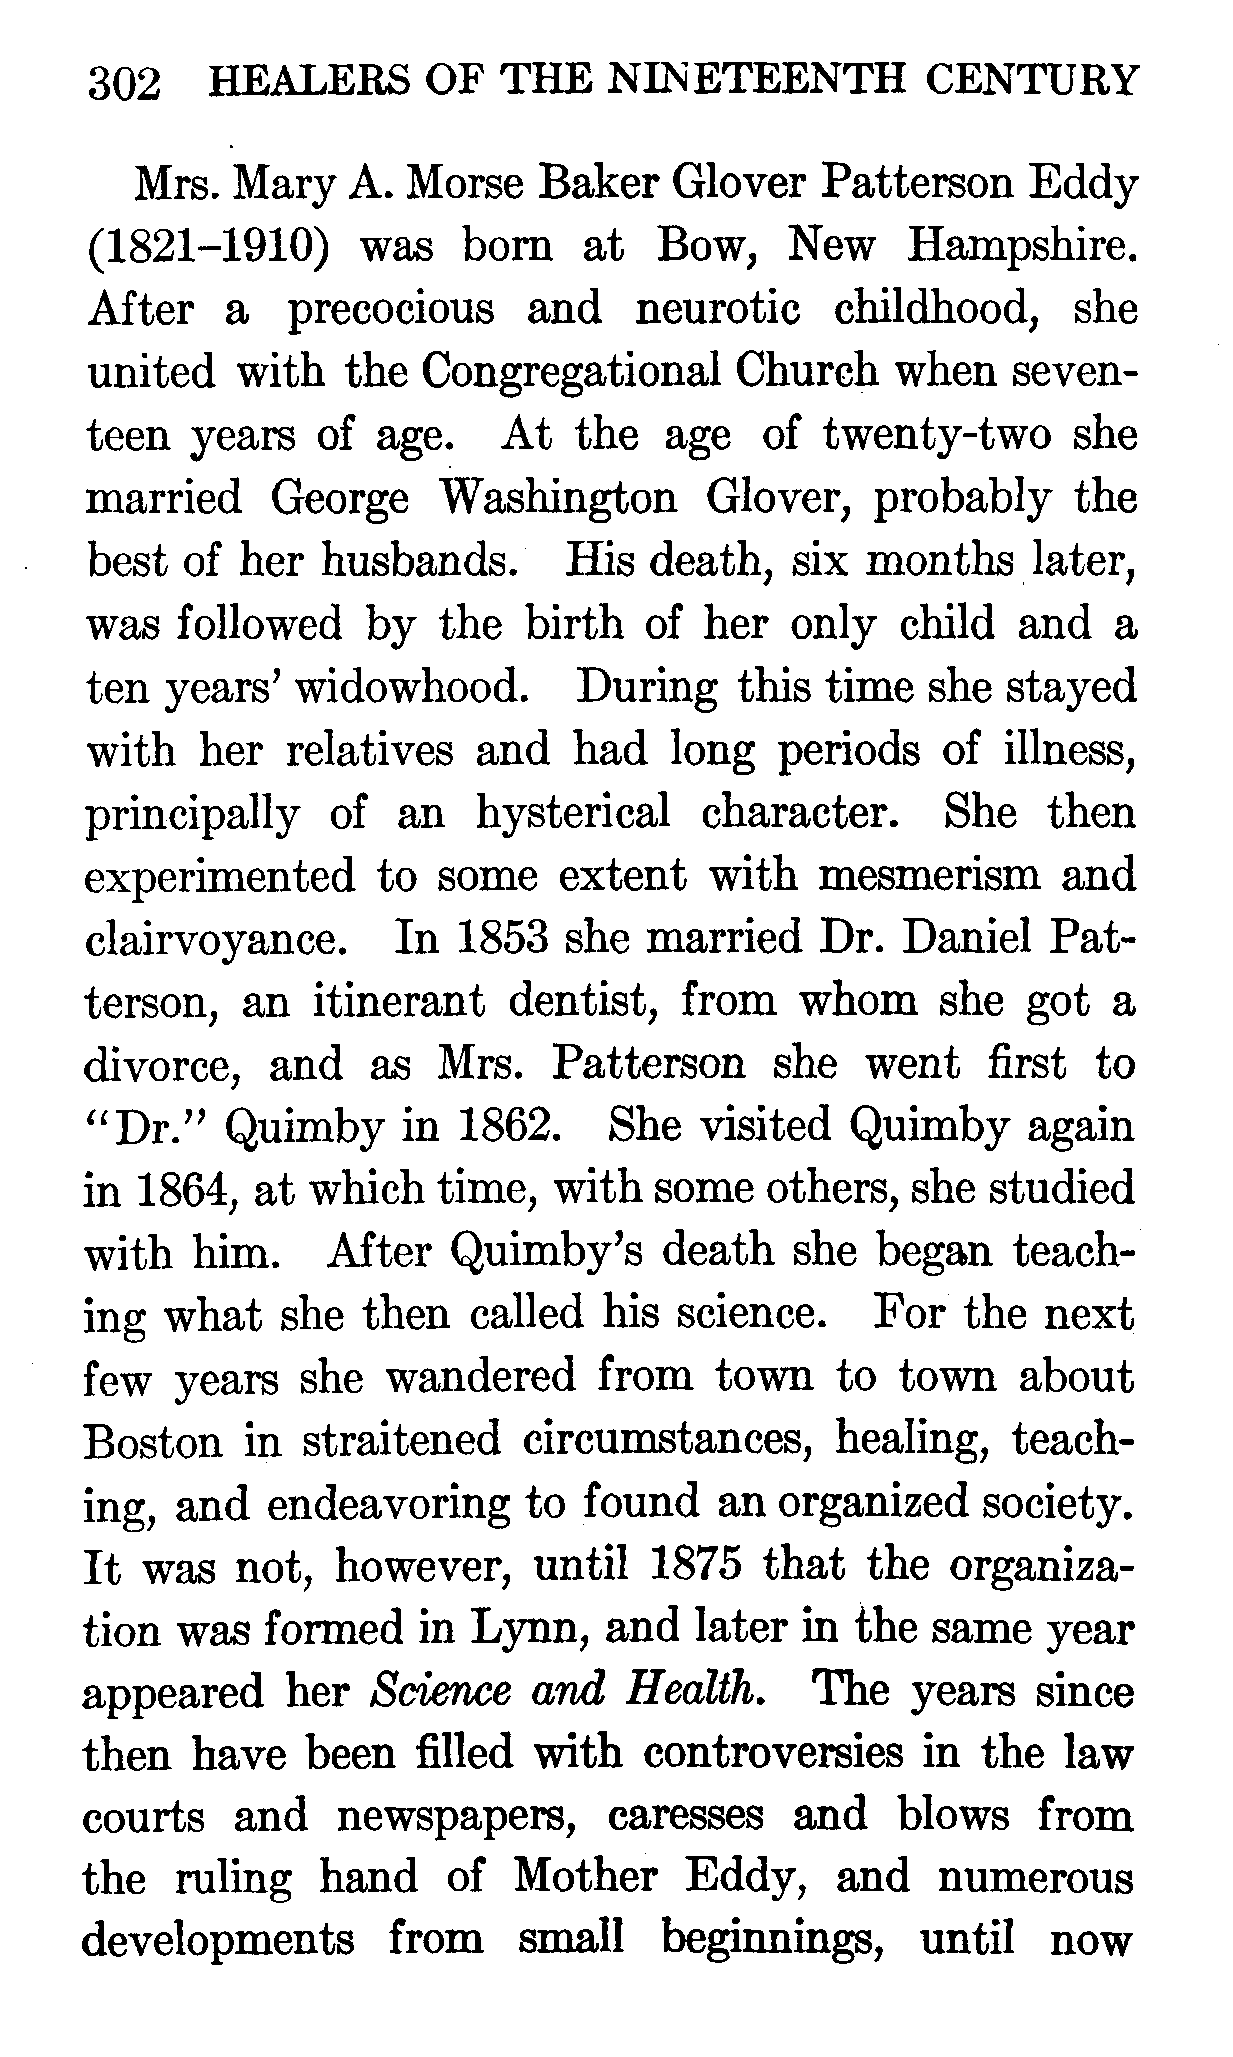 302 HEALERS OF THE NINETEENTH CENTURY
Mrs. Mary A. Morse Baker Glover Patterson Eddy
(1821–1910) was born at Bow, New Hampshire.
After a precocious and neurotic childhood, she
united with the Congregational Church when seven-
teen years of age. At the age of twenty-two she
married George Washington Glover, probably the
best of her husbands. His death, six months later,
was followed by the birth of her only child and a
ten years' widowhood. During this time she stayed
with her relatives and had long periods of illness,
principally of an hysterical character. She then
experimented to some extent with mesmerism and
clairvoyance. In 1853 she married Dr. Daniel Pat-
terson, an itinerant dentist, from whom she got a
divorce, and as Mrs. Patterson she went first to
“Dr.” Quimby in 1862. She visited Quimby again
in 1864, at which time, with some others, she studied
with him. After Quimby's death she began teach-
ing what she then called his science. For the next
few years she wandered from town to town about
Boston in straitened circumstances, healing, teach-
ing, and endeavoring to found an organized society.
It was not, however, until 1875 that the organiza-
tion was formed in Lynn, and later in the same year
appeared her Science and Health. The years since
then have been filled with controversies in the law
courts and newspapers, caresses and blows from
the ruling hand of Mother Eddy, and numerous
developments from small beginnings, until now